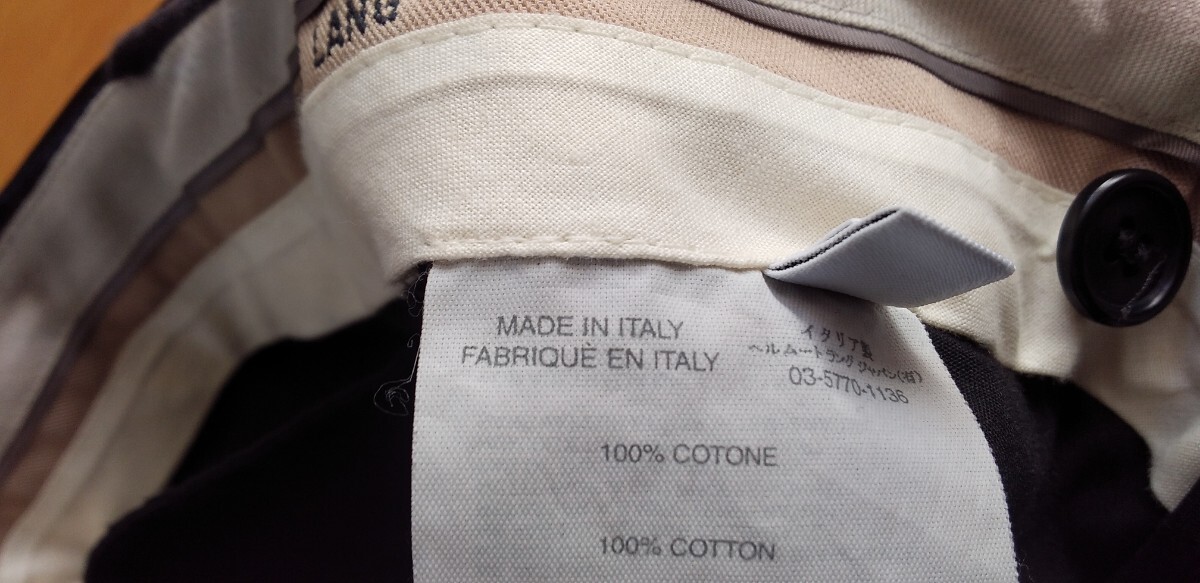 LANG
MADE IN ITALY
FABRIQUÈ EN ITALY
イタリア製
ヘルムートラング ジャパン(株)
03-5770-1136
100% COTONE
100% COTTON